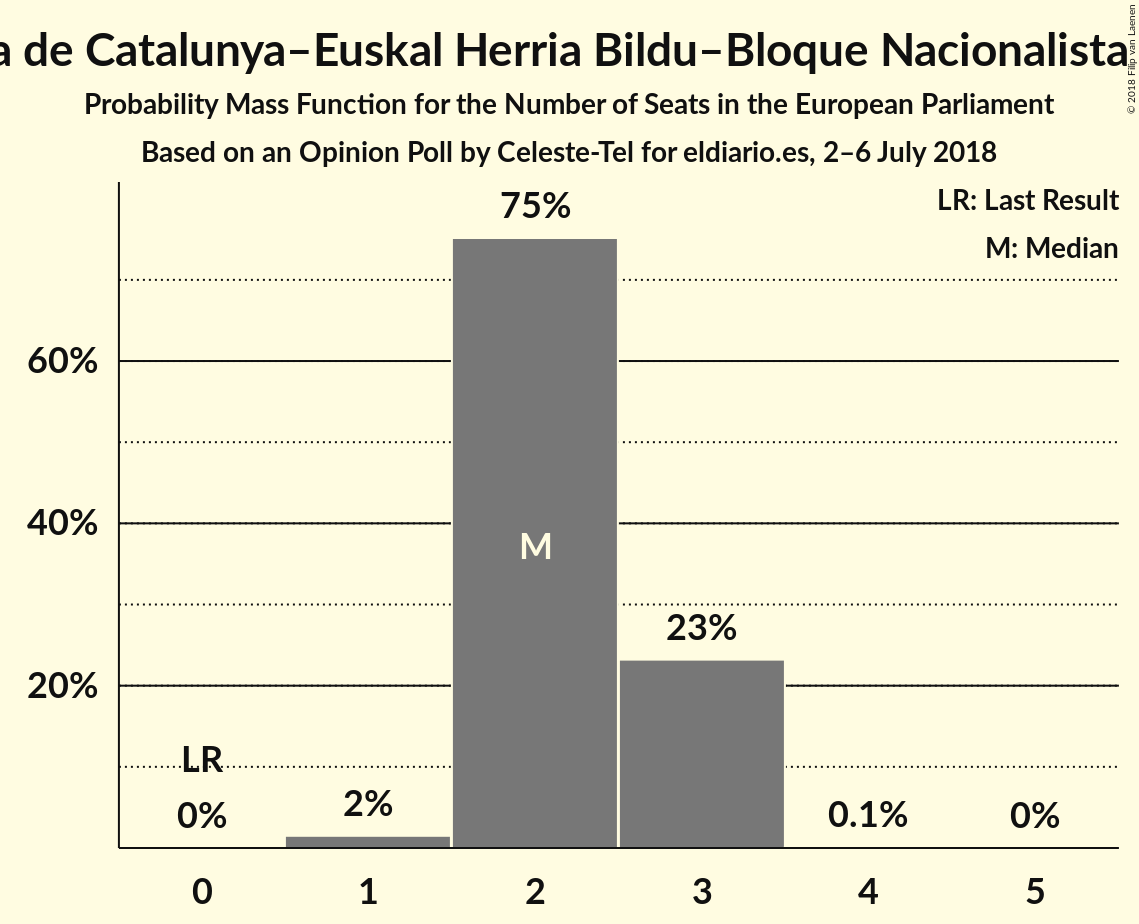 a de Catalunya–Euskal Herria Bildu–Bloque Nacionalista
Probability Mass Function for the Number of Seats in the European Parliament
Based on an Opinion Poll by Celeste-Tel for eldiario.es, 2–6 July 2018
© 2018 Filip van Laenen
LR: Last Result
M: Median
75%
60%
40%
M
23%
20%
LR
0%
2%
0.1%
0%
0 1 2 3 4 5